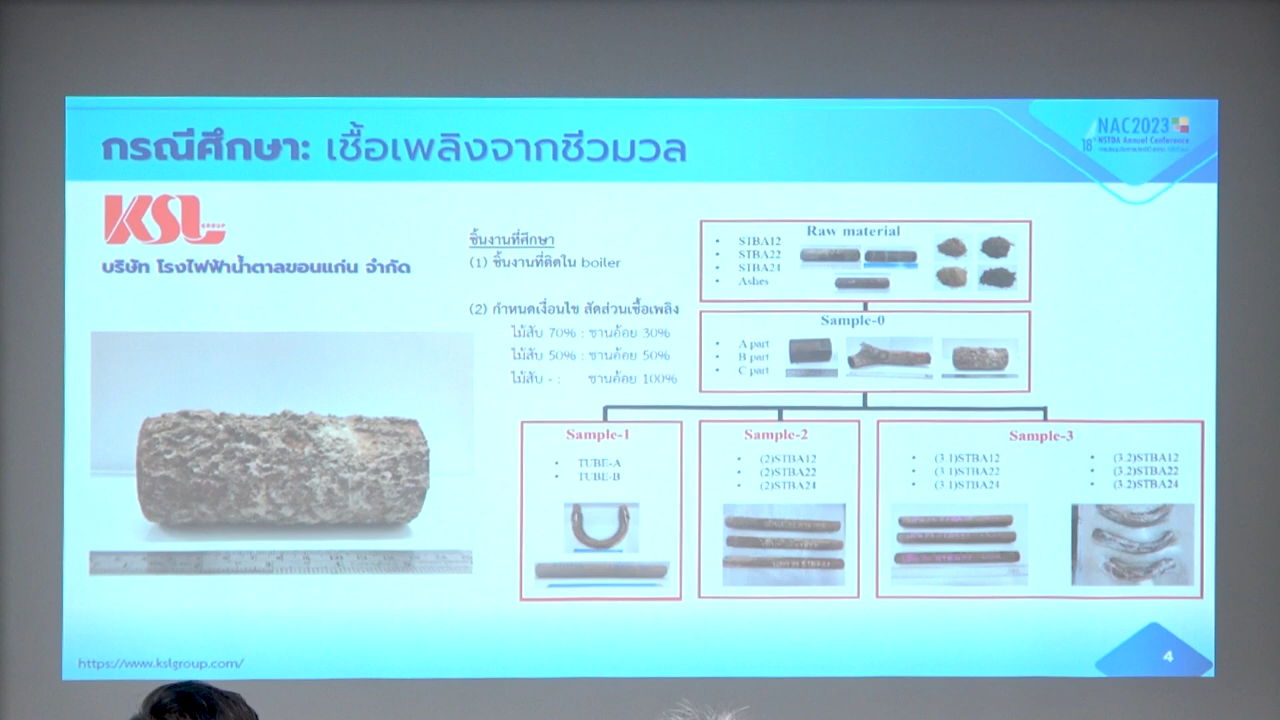 กรณีศึกษา: เชื้อเพลิงจากชีวมวล
NAC2023
18th NSTDA Annual Conference
KSL
GROUP
บริษัท โรงไฟฟ้าน้ำตาลขอนแก่น จำกัด
ชิ้นงานที่ศึกษา
(1) ชิ้นงานที่ติดใน boiler
(2) กำหนดเงื่อนไข สัดส่วนเชื้อเพลิง
ไม้สับ 70% : ชานอ้อย 30%
ไม้สับ 50% : ชานอ้อย 50%
ไม้สับ - : ชานอ้อย 100%
Raw material
• STBA12
• STBA22
• STBA24
• Ashes
Sample-0
• A part
• B part
• C part
Sample-1
• TUBE-A
• TUBE-B
Sample-2
• (2)STBA12
• (2)STBA22
• (2)STBA24
Sample-3
• (3.1)STBA12
• (3.1)STBA22
• (3.1)STBA24
• (3.2)STBA12
• (3.2)STBA22
• (3.2)STBA24
https://www.kslgroup.com/
4